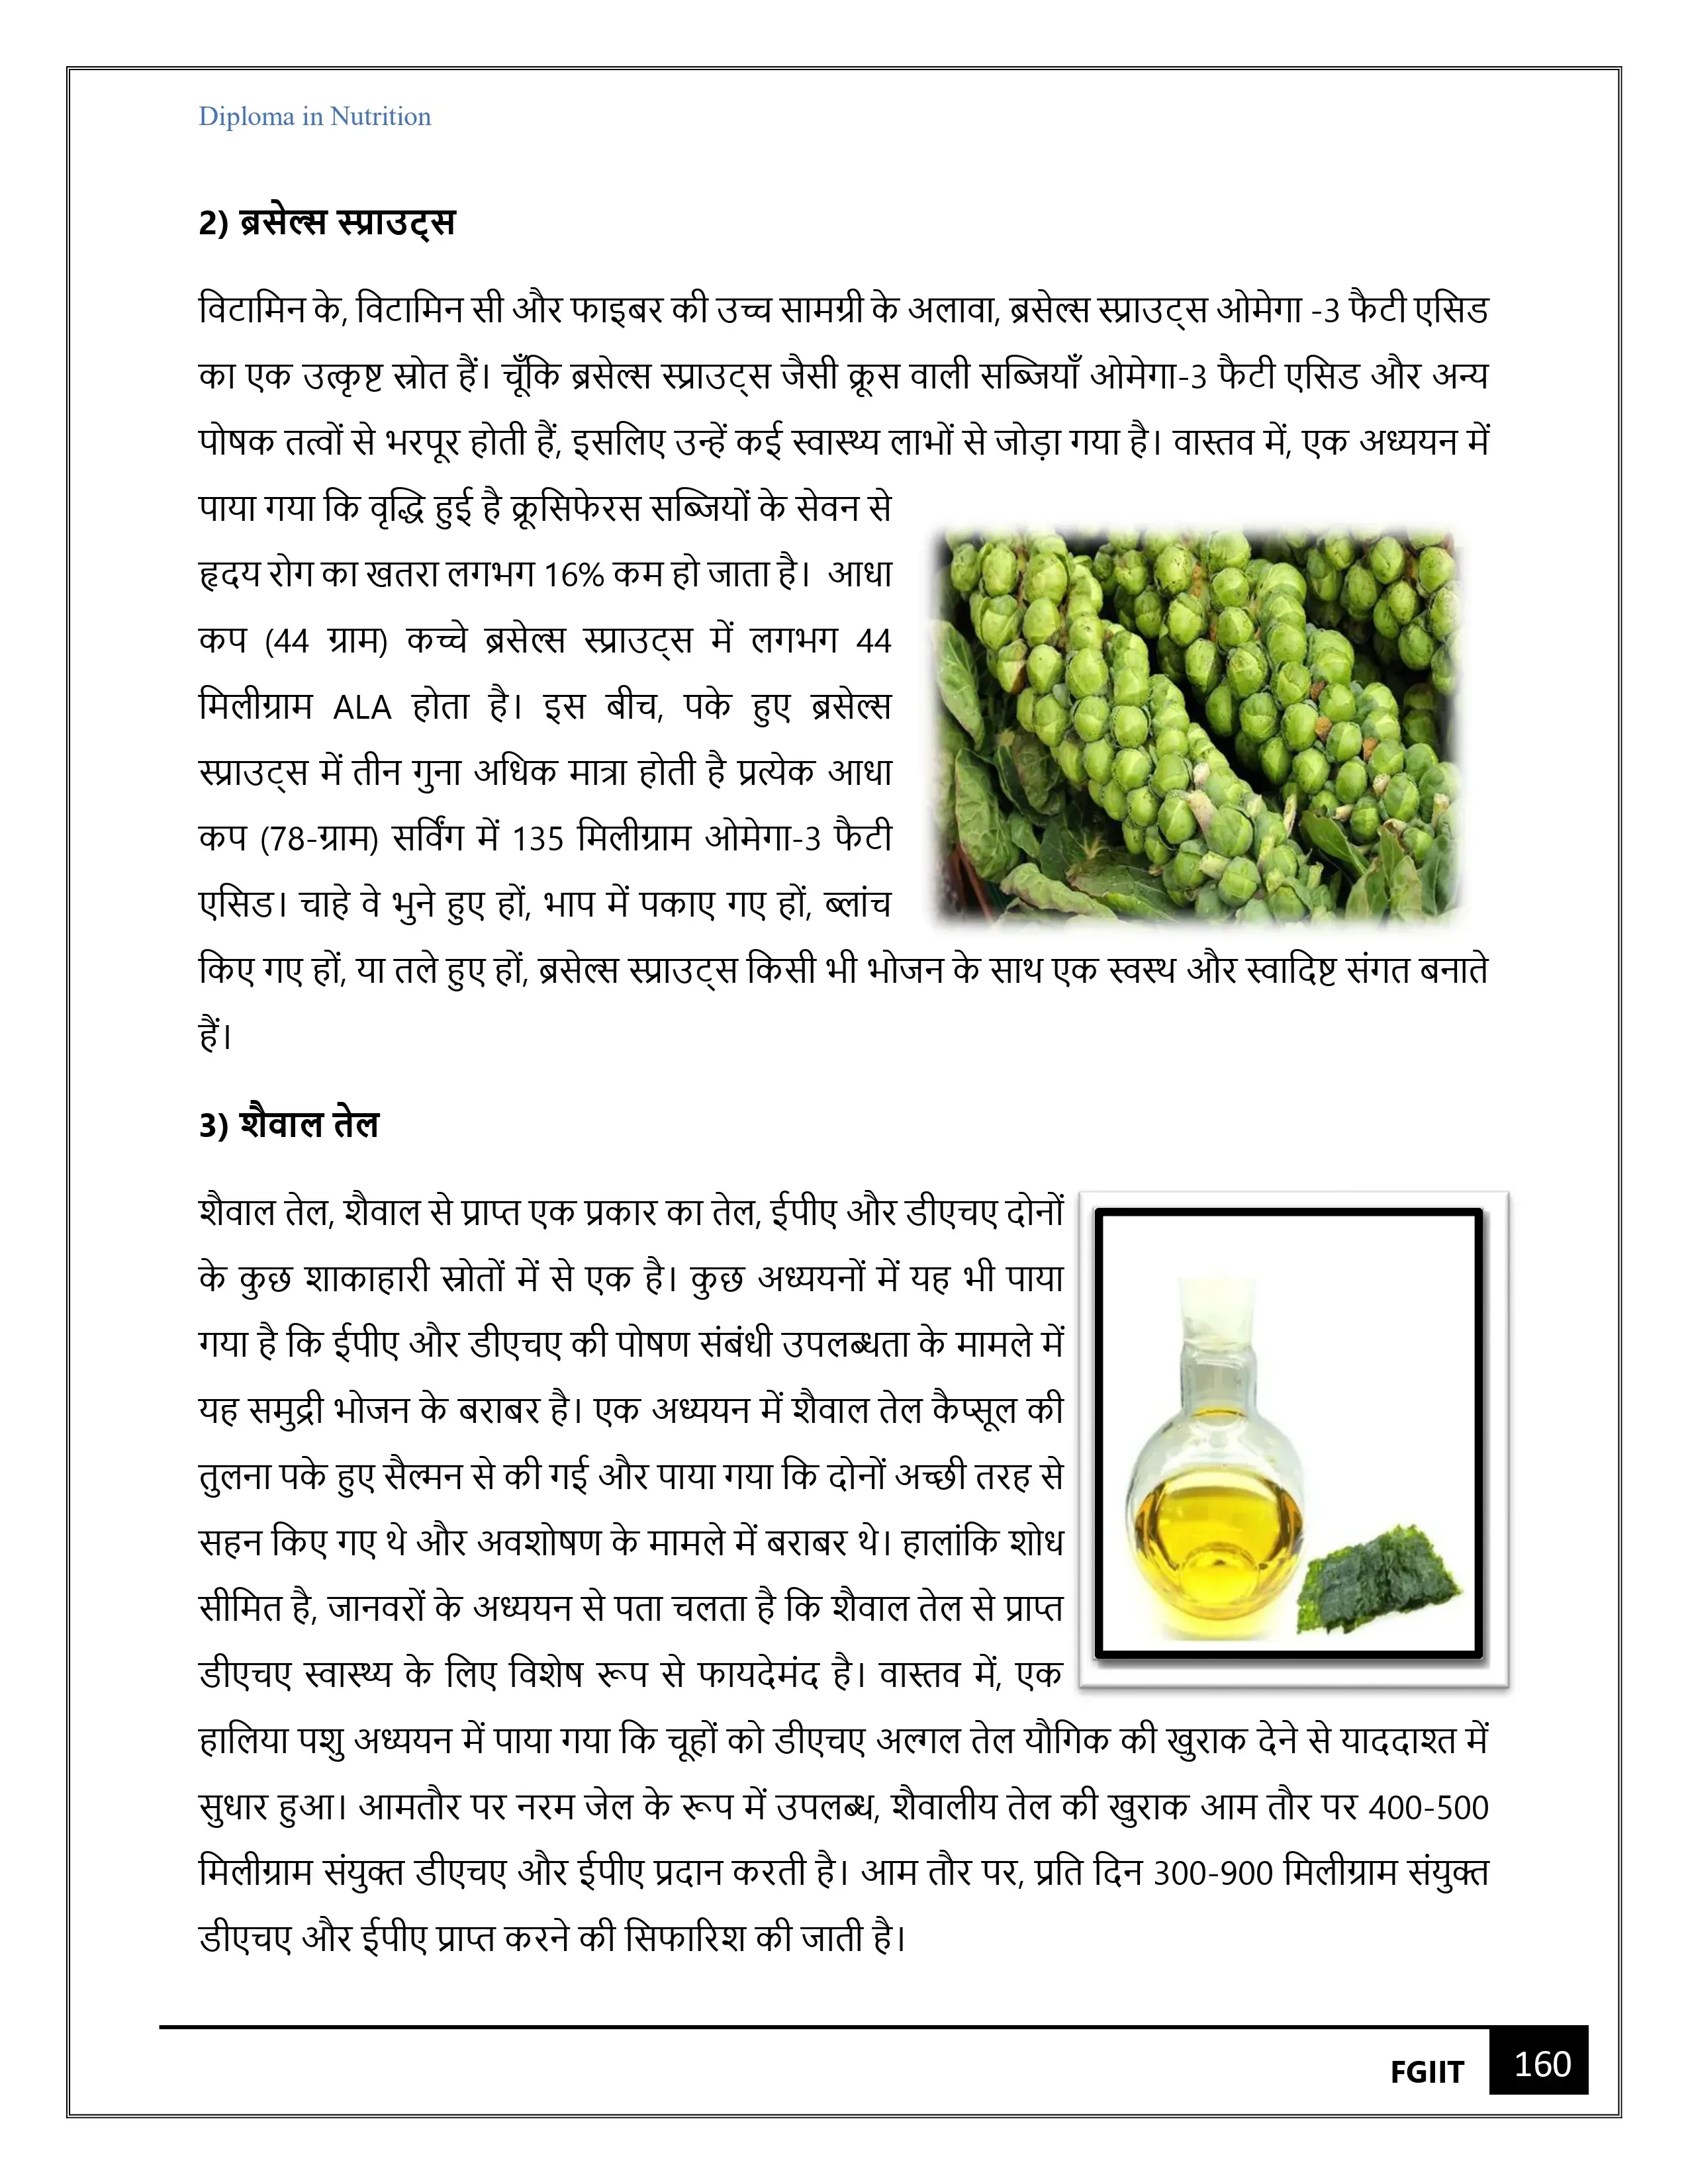 Diploma in Nutrition
2) ब्रसेल्स स्प्राउट्स
विटामिन के, विटामिन सी और फाइबर की उच्च सामग्री के अलावा, ब्रसेल्स स्प्राउट्स ओमेगा -3 फैटी एसिड
का एक उत्कृष्ट स्रोत हैं। चूँकि ब्रसेल्स स्प्राउट्स जैसी क्रूस वाली सब्जियाँ ओमेगा-3 फैटी एसिड और अन्य
पोषक तत्वों से भरपूर होती हैं, इसलिए उन्हें कई स्वास्थ्य लाभों से जोड़ा गया है। वास्तव में, एक अध्ययन में
पाया गया कि वृद्धि हुई है क्रूसिफेरस सब्जियों के सेवन से
हृदय रोग का खतरा लगभग 16% कम हो जाता है। आधा
कप (44 ग्राम) कच्चे ब्रसेल्स स्प्राउट्स में लगभग 44
मिलीग्राम ALA होता है। इस बीच, पके हुए ब्रसेल्स
स्प्राउट्स में तीन गुना अधिक मात्रा होती है प्रत्येक आधा
कप (78-ग्राम) सर्विंग में 135 मिलीग्राम ओमेगा-3 फैटी
एसिड। चाहे वे भुने हुए हों, भाप में पकाए गए हों, ब्लांच
किए गए हों, या तले हुए हों, ब्रसेल्स स्प्राउट्स किसी भी भोजन के साथ एक स्वस्थ और स्वादिष्ट संगत बनाते
हैं।
3) शैवाल तेल
शैवाल तेल, शैवाल से प्राप्त एक प्रकार का तेल, ईपीए और डीएचए दोनों
के कुछ शाकाहारी स्रोतों में से एक है। कुछ अध्ययनों में यह भी पाया
गया है कि ईपीए और डीएचए की पोषण संबंधी उपलब्धता के मामले में
यह समुद्री भोजन के बराबर है। एक अध्ययन में शैवाल तेल कैप्सूल की
तुलना पके हुए सैल्मन से की गई और पाया गया कि दोनों अच्छी तरह से
सहन किए गए थे और अवशोषण के मामले में बराबर थे। हालांकि शोध
सीमित है, जानवरों के अध्ययन से पता चलता है कि शैवाल तेल से प्राप्त
डीएचए स्वास्थ्य के लिए विशेष रूप से फायदेमंद है। वास्तव में, एक
हालिया पशु अध्ययन में पाया गया कि चूहों को डीएचए अल्गल तेल यौगिक की खुराक देने से याददाश्त में
सुधार हुआ। आमतौर पर नरम जेल के रूप में उपलब्ध, शैवालीय तेल की खुराक आम तौर पर 400-500
मिलीग्राम संयुक्त डीएचए और ईपीए प्रदान करती है। आम तौर पर, प्रति दिन 300-900 मिलीग्राम संयुक्त
डीएचए और ईपीए प्राप्त करने की सिफारिश की जाती है।
FGIIT 160